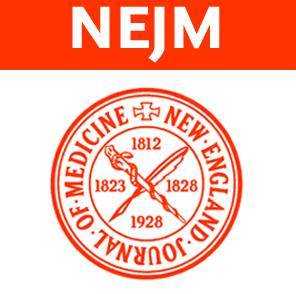 NEJM
NEW · ENGLAND · JOURNAL · OF · MEDICINE
1812
1823 1828
1928